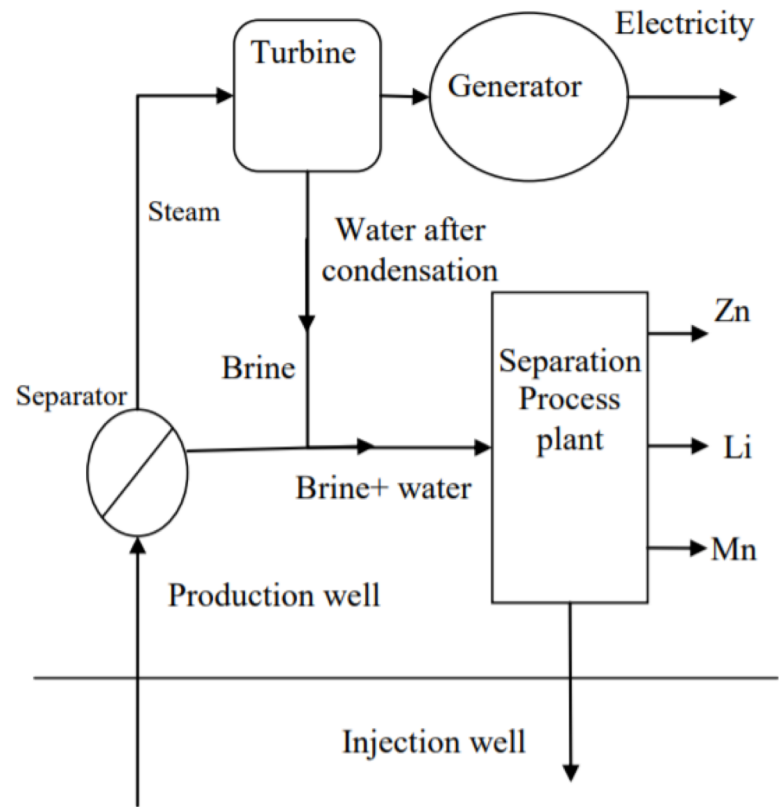 Electricity
Turbine
Generator
Steam
Water after
condensation
Zn
Separation
Process
plant
Brine
Separator
Li
Brine+ water
Mn
Production well
Injection well